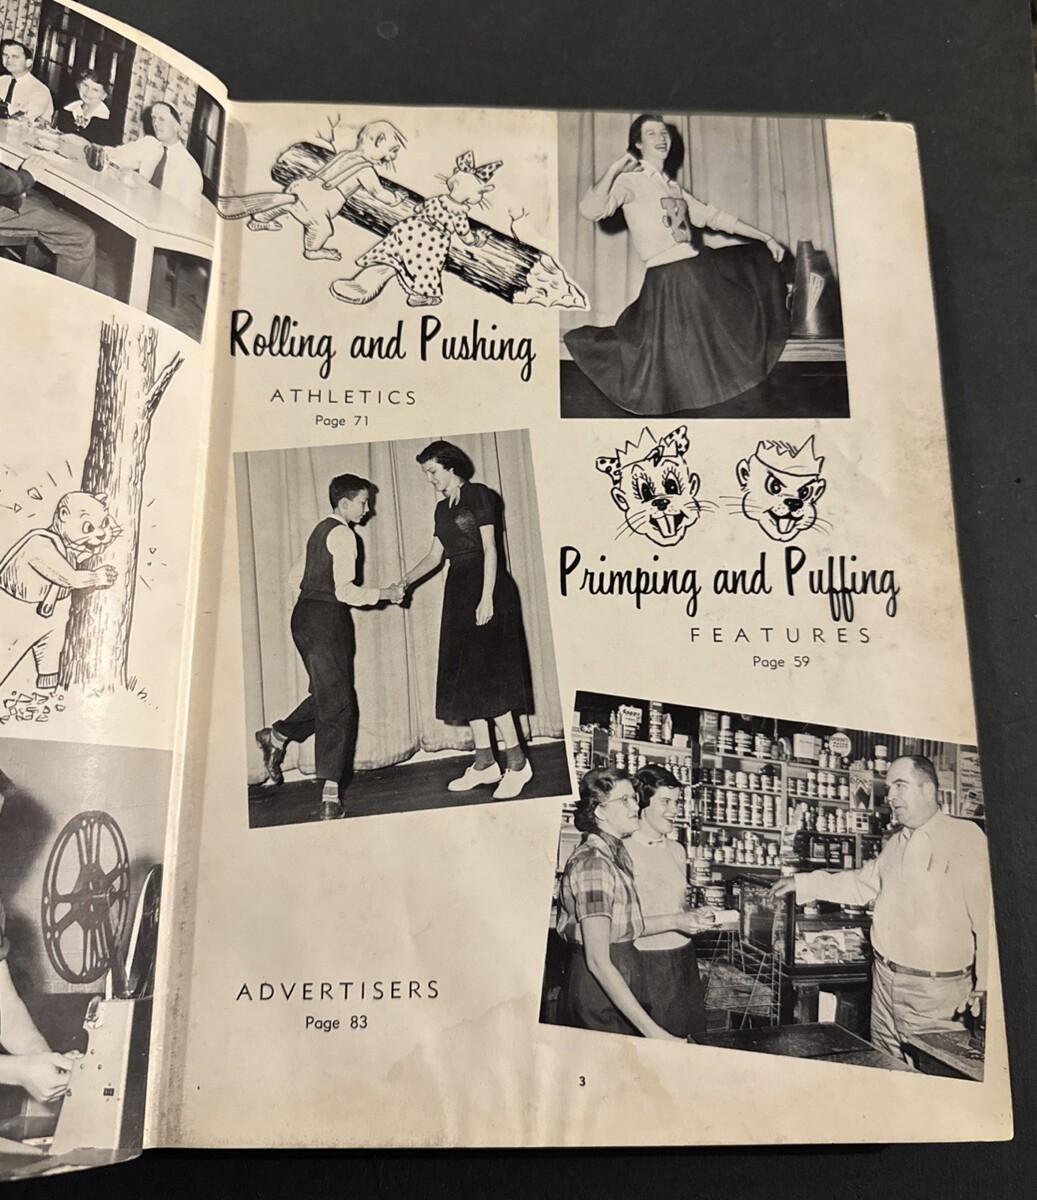 Rolling and Pushing
ATHLETICS
Page 71
Primping and Puffing
FEATURES
Page 59
ADVERTISERS
Page 83
3